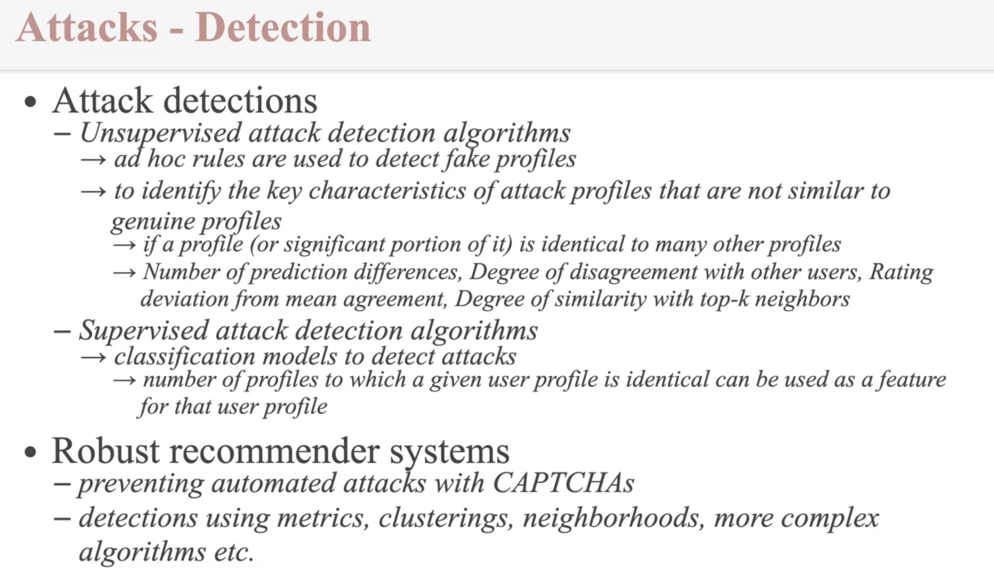 Attacks - Detection
• Attack detections
– Unsupervised attack detection algorithms
→ ad hoc rules are used to detect fake profiles
→ to identify the key characteristics of attack profiles that are not similar to
genuine profiles
→ if a profile (or significant portion of it) is identical to many other profiles
→ Number of prediction differences, Degree of disagreement with other users, Rating
deviation from mean agreement, Degree of similarity with top-k neighbors
– Supervised attack detection algorithms
→ classification models to detect attacks
→ number of profiles to which a given user profile is identical can be used as a feature
for that user profile
• Robust recommender systems
– preventing automated attacks with CAPTCHAs
– detections using metrics, clusterings, neighborhoods, more complex
algorithms etc.